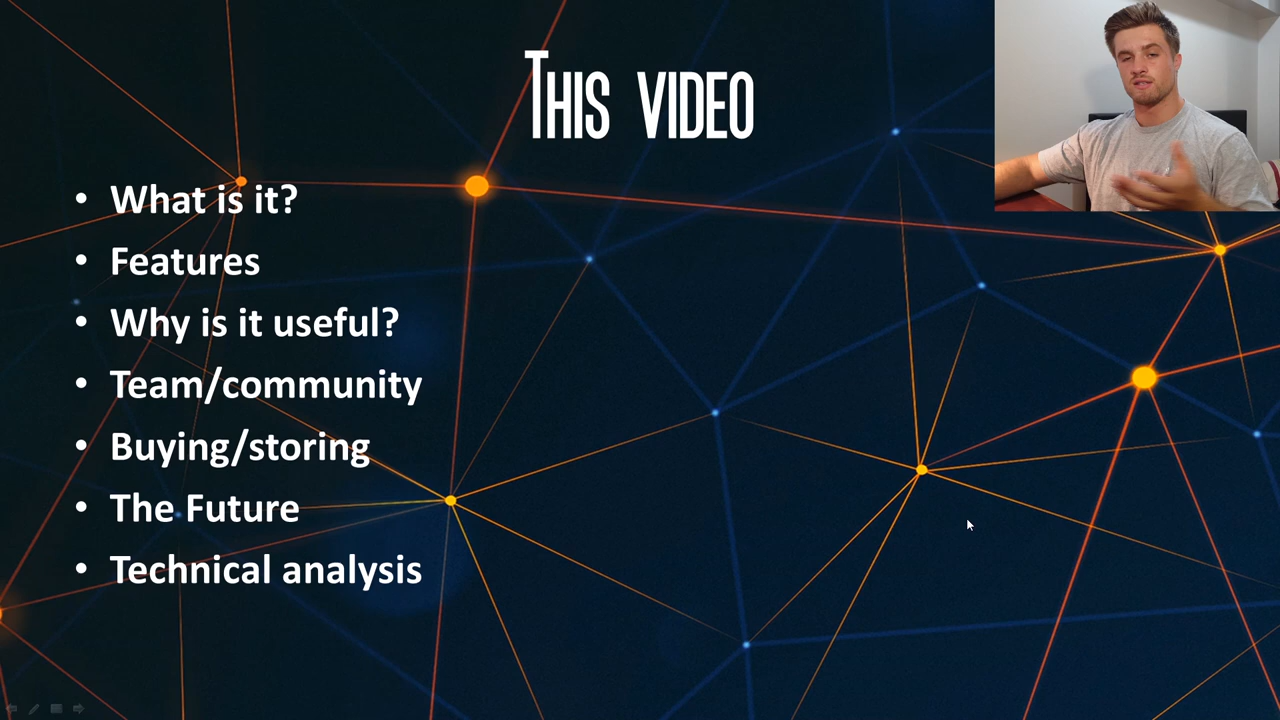 This video
• What is it?
• Features
• Why is it useful?
• Team/community
• Buying/storing
• The Future
• Technical analysis